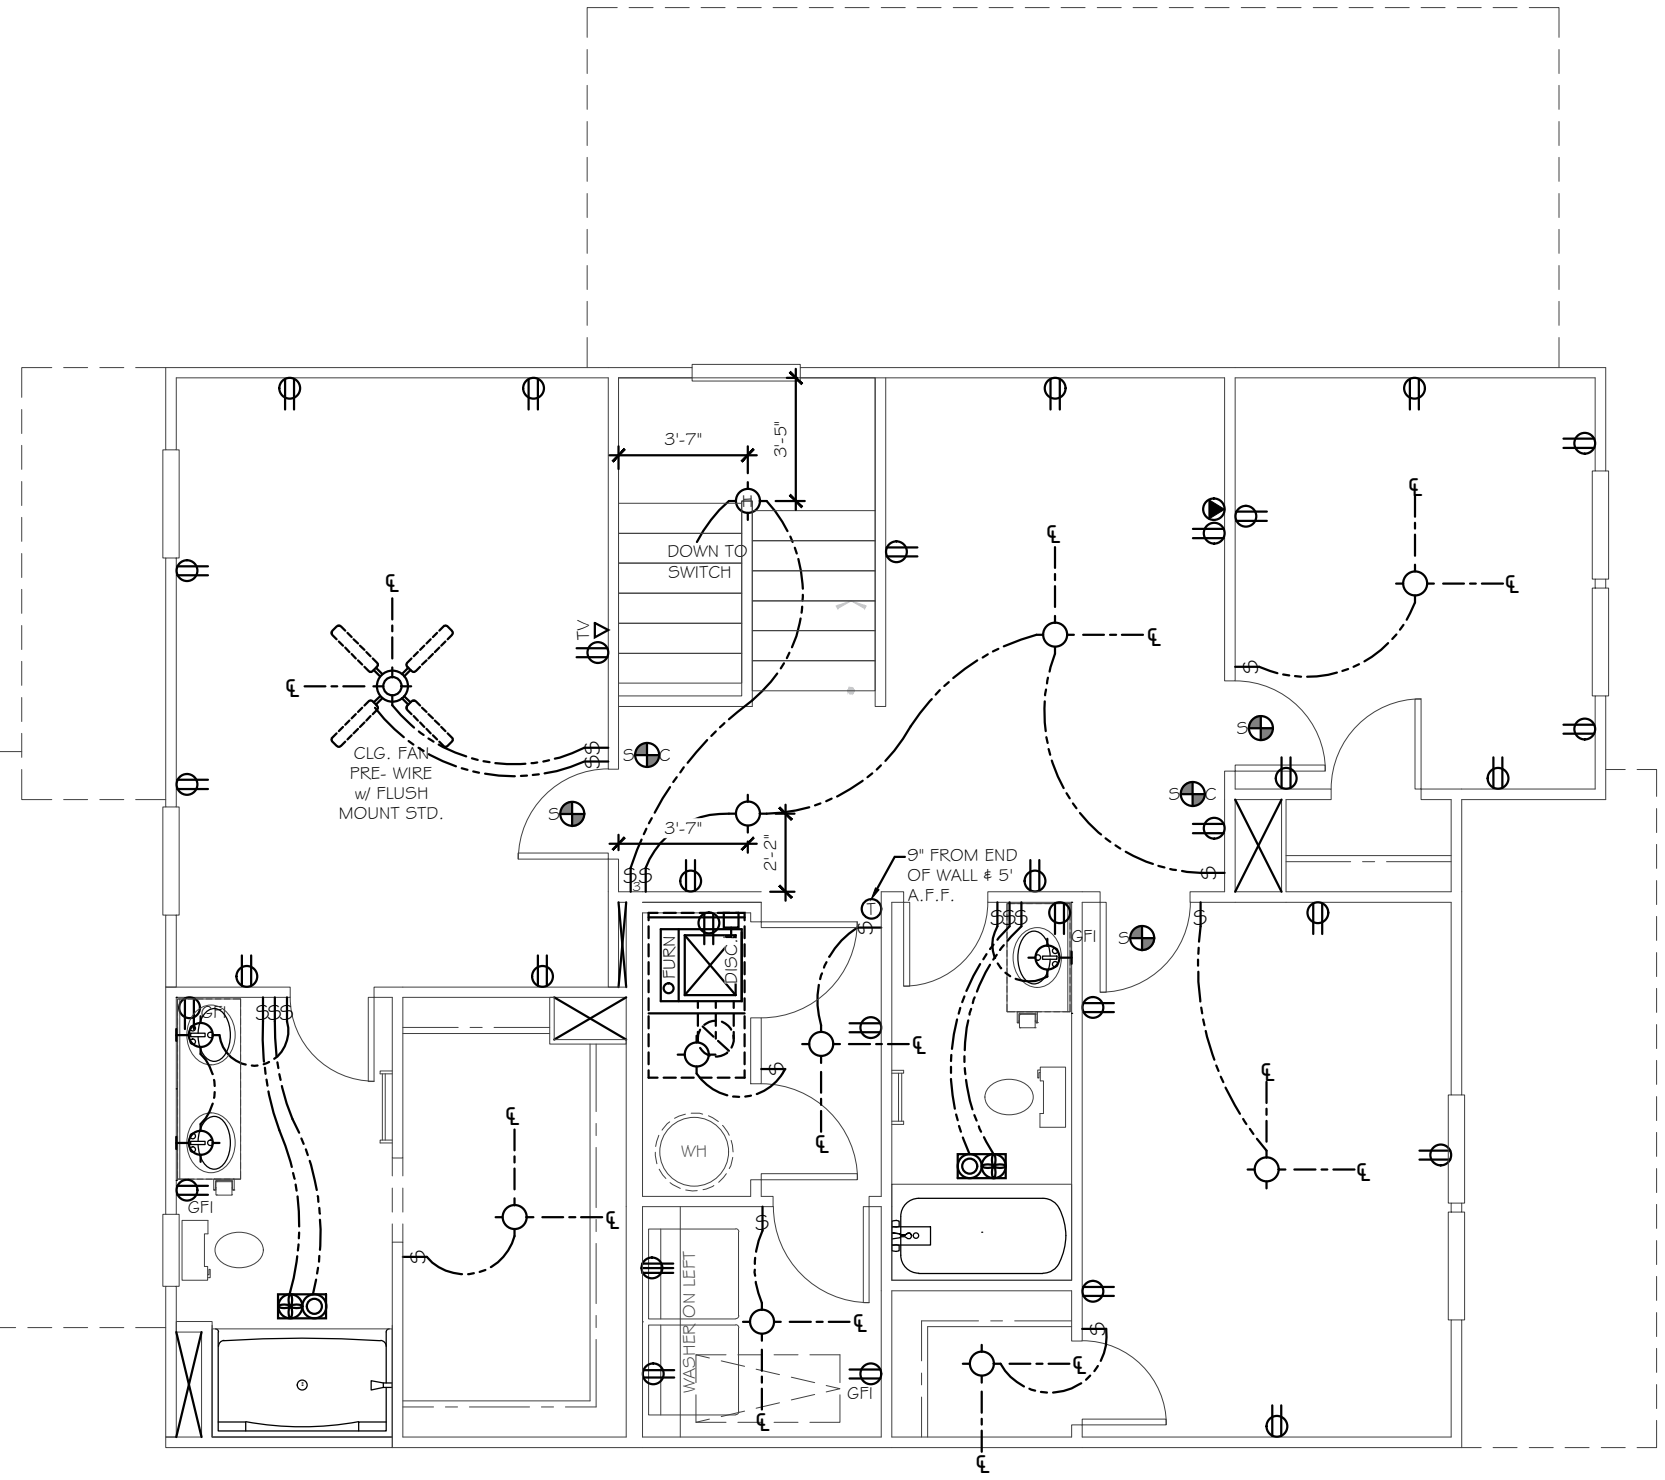 3'-7"
3'-5"
H
DOWN TO
SWITCH
℄
℄
℄
℄
TV
℄
℄
CLG. FAN
PRE- WIRE
w/ FLUSH
MOUNT STD.
S
S
S
C
S
S
S
S
C
3'-7"
2'-2"
9" FROM END
OF WALL & 5'
A.F.F.
S
S
S
3
T
S
SSS
S
GFI
S
FURN
DISC.
GFI
SSS
℄
S
℄
℄
℄
WH
℄
℄
GFI
℄
S
S
WASHER ON LEFT
℄
S
℄
GFI
℄
℄